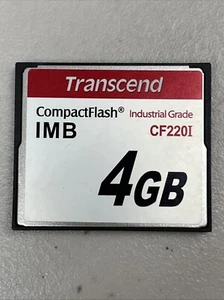 Transcend
CompactFlash® Industrial Grade
IMB CF220I
4GB